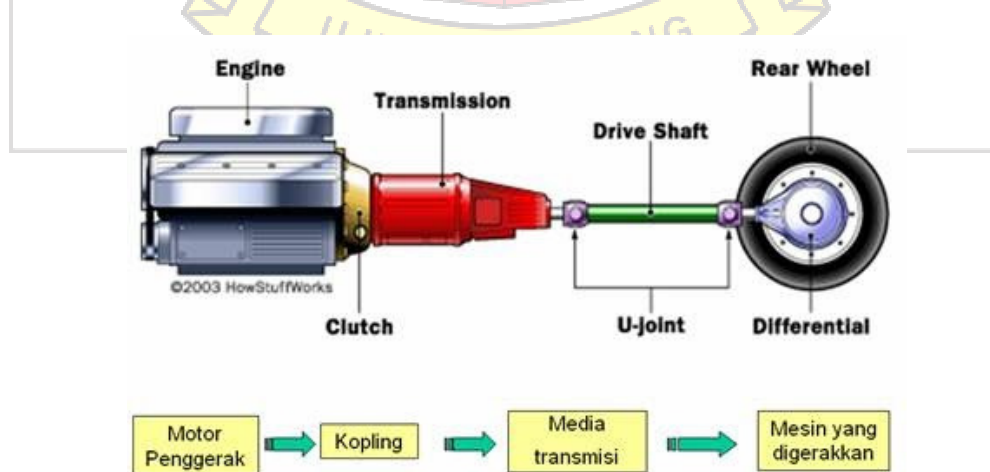 Engine
Rear Wheel
Transmission
Drive Shaft
©2003 HowStuffWorks
Clutch
U-joint
Differential
Motor
Penggerak
Kopling
Media
transmisi
Mesin yang
digerakkan